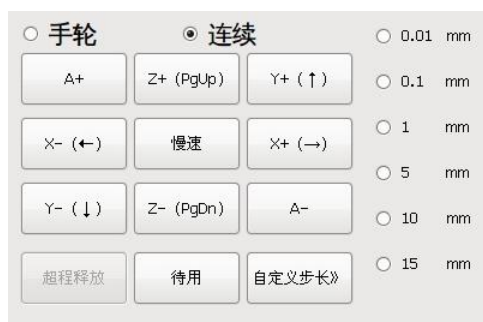 手轮 连续
A+ Z+ (PgUp) Y+ (↑)
X- (←) 慢速 X+ (→)
Y- (↓) Z- (PgDn) A-
超程释放 待用 自定义步长》
0.01 mm
0.1 mm
1 mm
5 mm
10 mm
15 mm